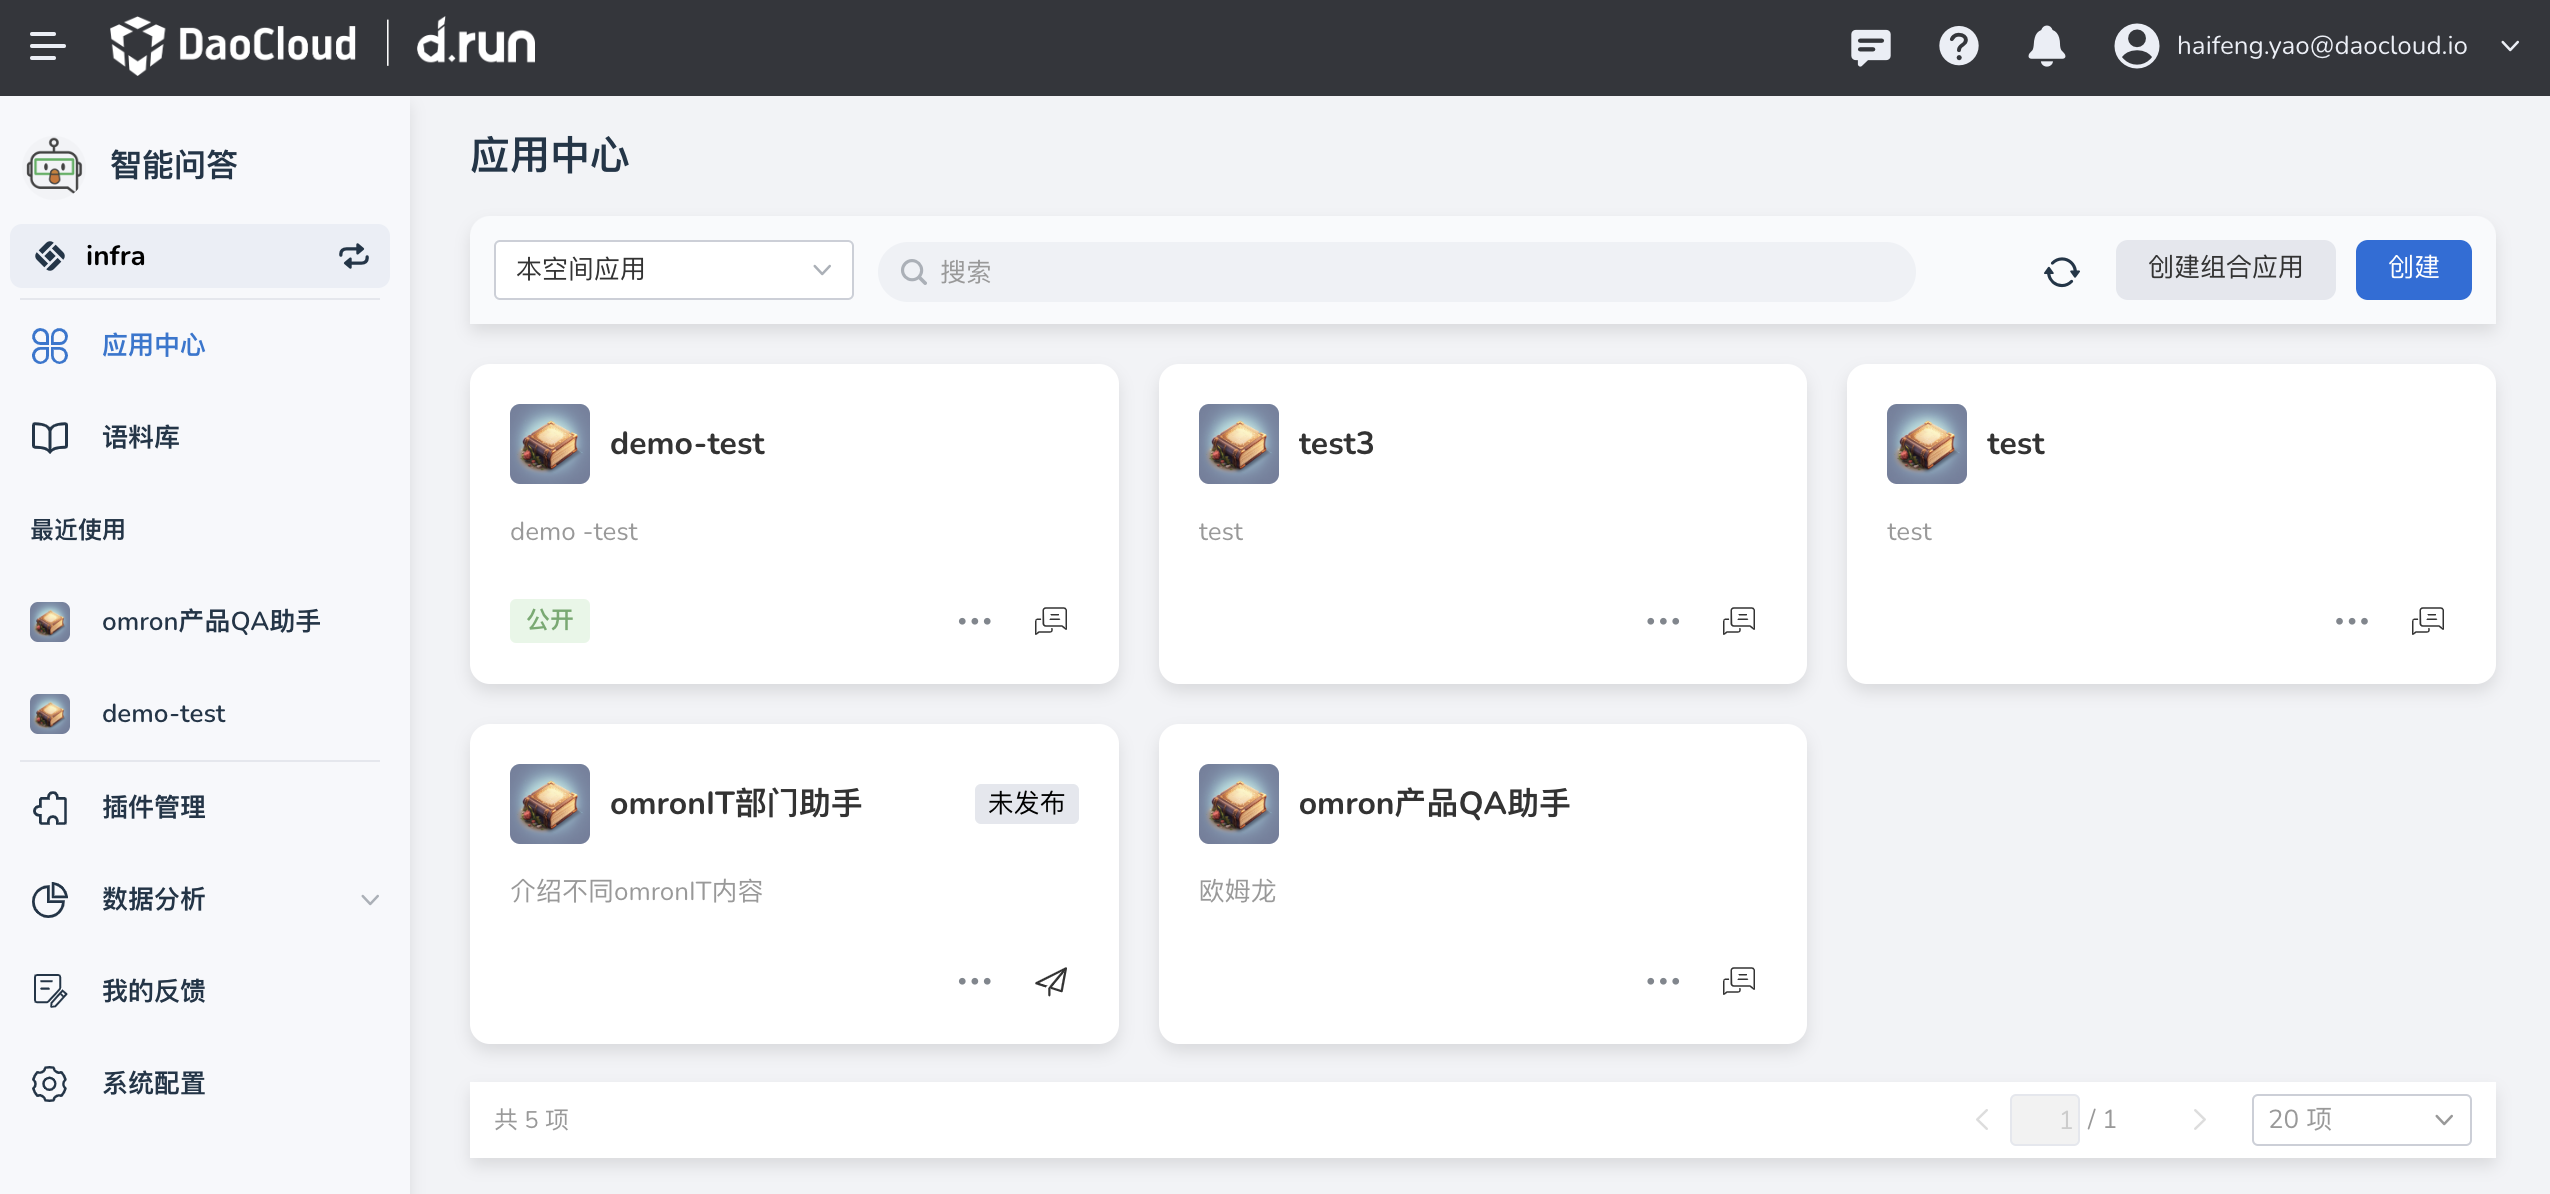 DaoCloud | d.run
haifeng.yao@daocloud.io
智能问答
infra
应用中心
语料库
最近使用
omron产品QA助手
demo-test
插件管理
数据分析
我的反馈
系统配置
应用中心
本空间应用
搜索
创建组合应用
创建
demo-test
demo -test
公开
test3
test
test
test
omronIT部门助手
未发布
介绍不同omronIT内容
omron产品QA助手
欧姆龙
共 5 项
1 / 1
20 项